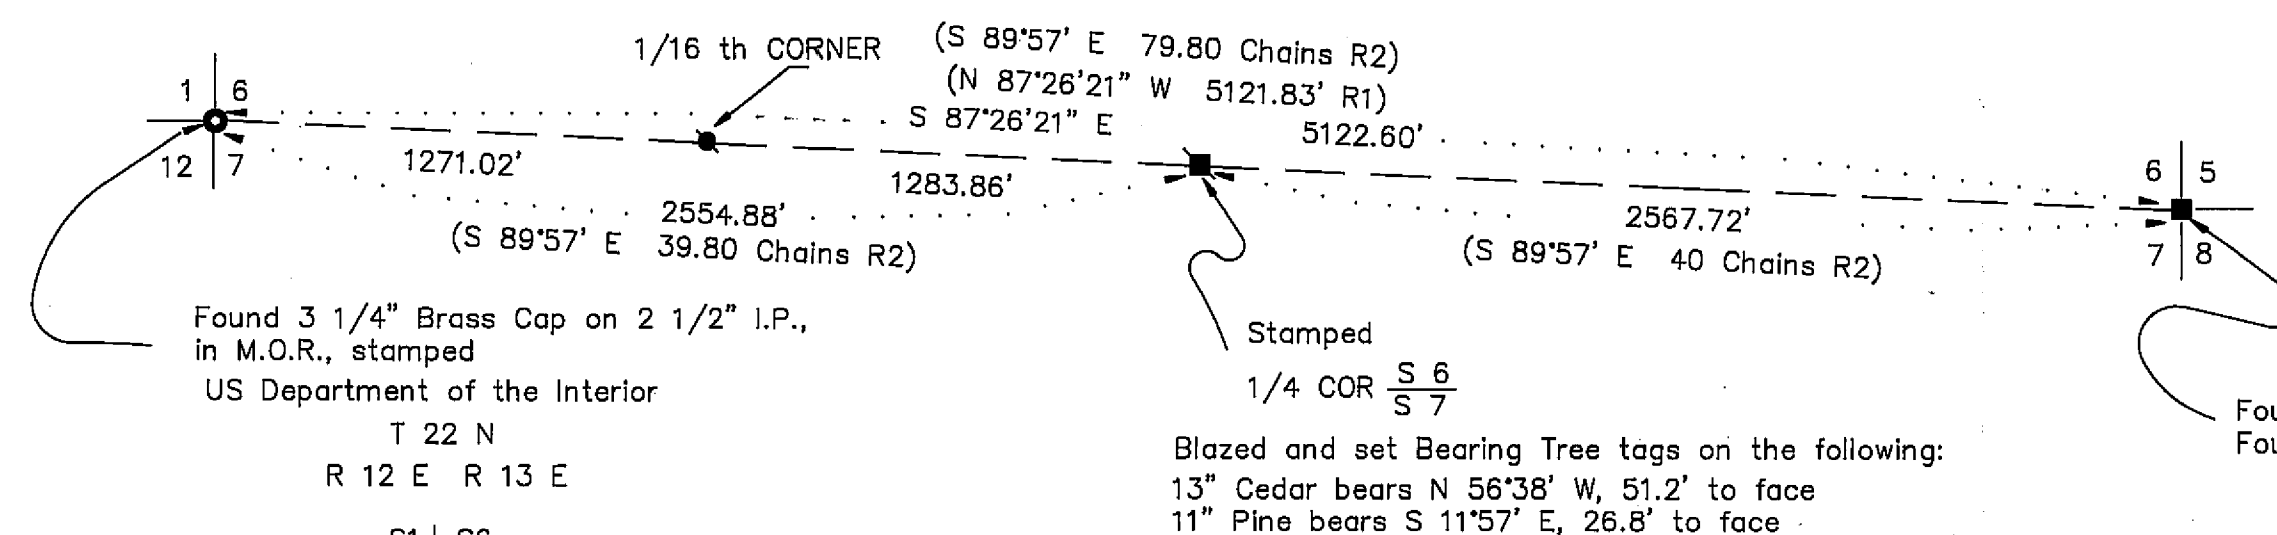 1/16 th CORNER
(S 89°57' E 79.80 Chains R2)
(N 87°26'21" W 5121.83' R1)
S 87°26'21" E 5122.60'
1 6
12 7
1271.02'
1283.86'
2554.88'
(S 89°57' E 39.80 Chains R2)
2567.72'
(S 89°57' E 40 Chains R2)
6 5
7 8
Found 3 1/4" Brass Cap on 2 1/2" I.P.,
in M.O.R., stamped
US Department of the Interior
T 22 N
R 12 E R 13 E
Stamped
1/4 COR S 6
S 7
Blazed and set Bearing Tree tags on the following:
13" Cedar bears N 56°38' W, 51.2' to face
11" Pine bears S 11°57' E, 26.8' to face
Fou
Fou